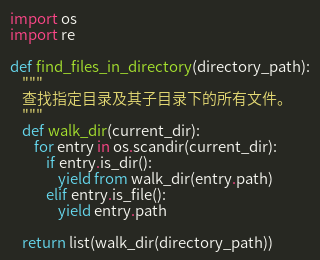 import os
import re

def find_files_in_directory(directory_path):
    """
    查找指定目录及其子目录下的所有文件。
    """
    def walk_dir(current_dir):
        for entry in os.scandir(current_dir):
            if entry.is_dir():
                yield from walk_dir(entry.path)
            elif entry.is_file():
                yield entry.path

    return list(walk_dir(directory_path))